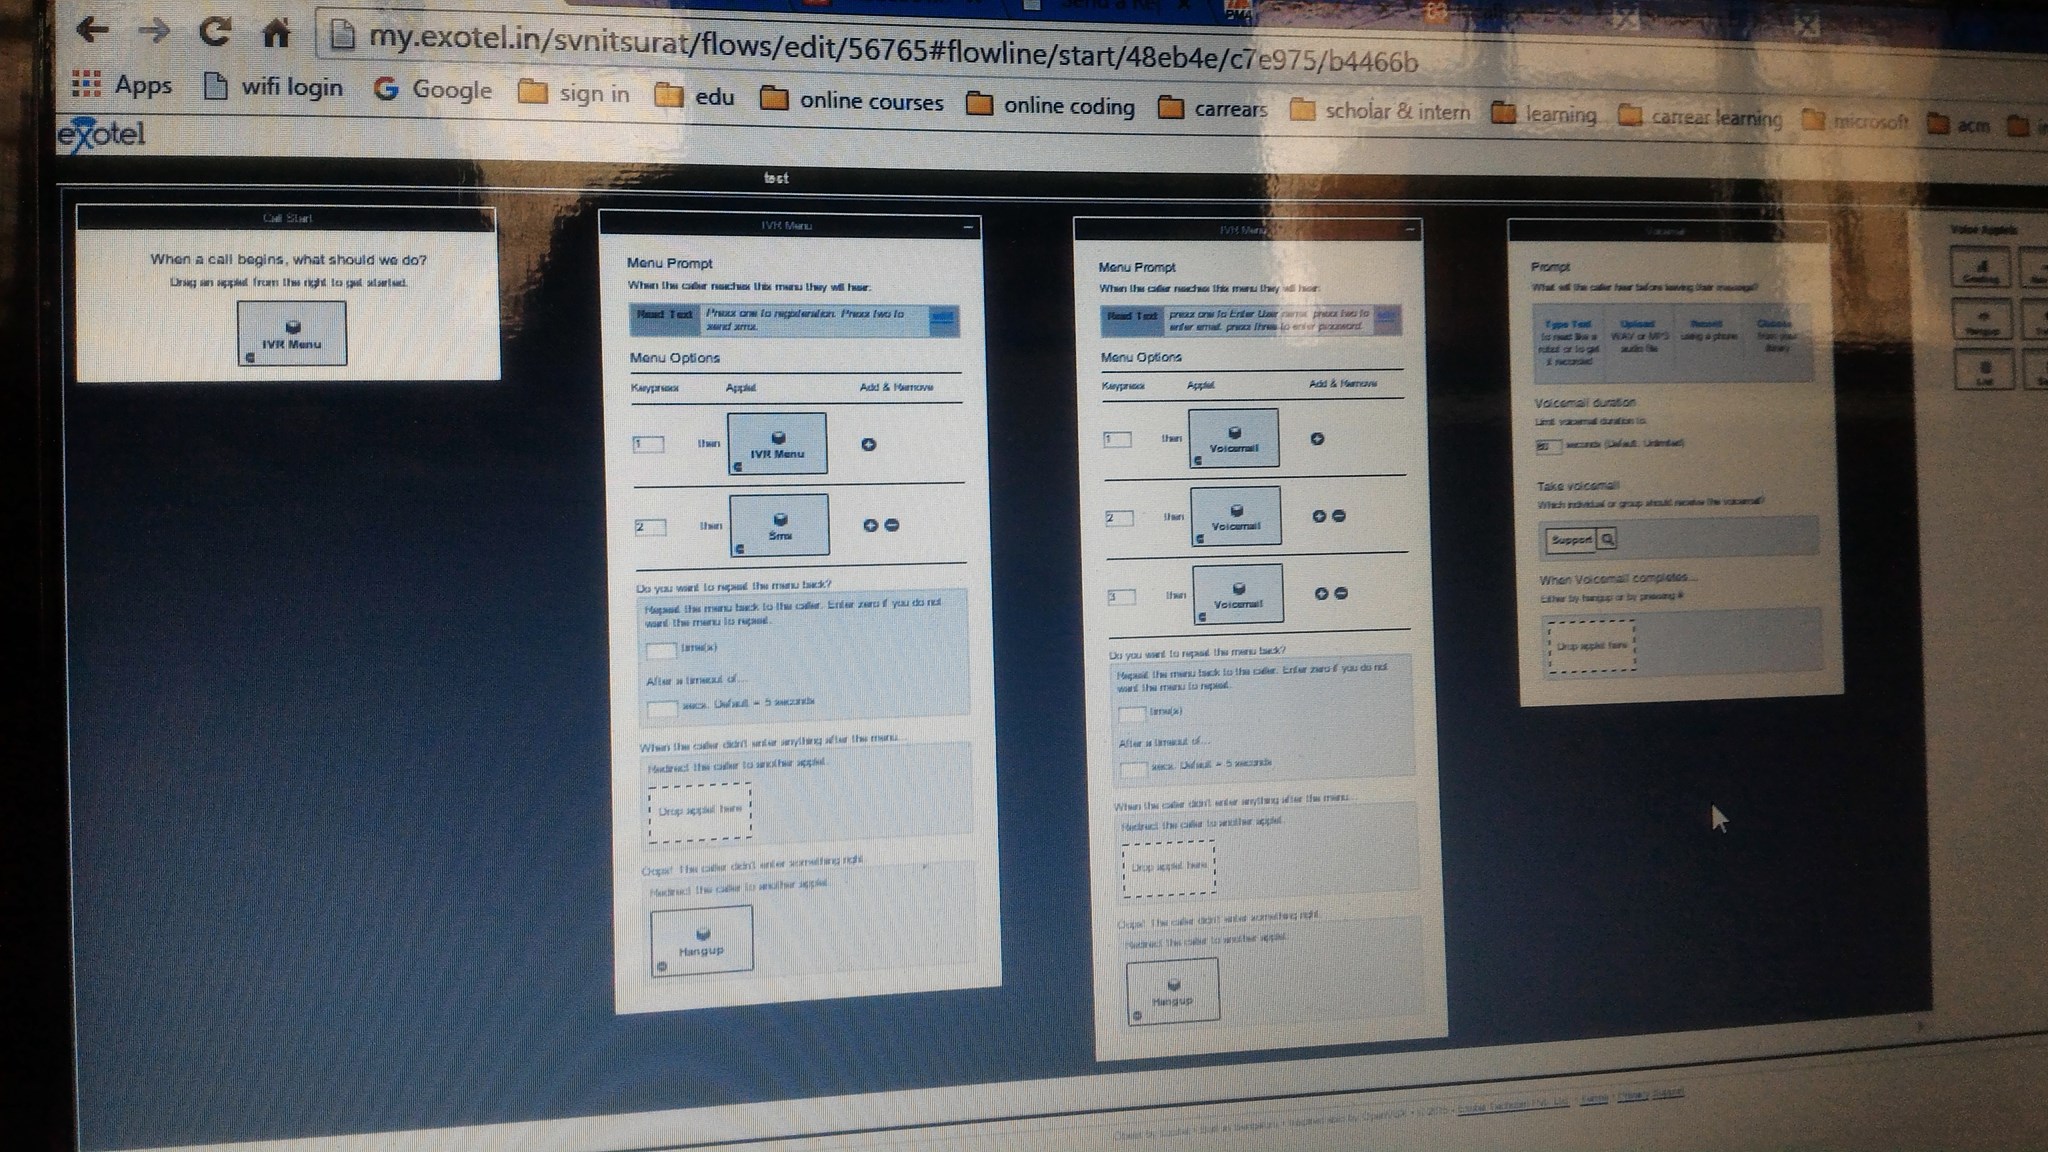 my.exotel.in/svnitsurat/flows/edit/56765#flowline/start/48eb4e/c7e975/b4466b
Apps wifi login Google sign in edu online courses online coding carrears scholar & intern learning carrear learning microsoft acm
exotel
test
Call Start
When a call begins, what should we do?
Drag an applet from the right to get started.
IVR Menu
IVR Menu
Menu Prompt
When the caller reaches this menu they will hear:
Read Text
Press one to registeration. Press two to
send sms.
edit
Menu Options
Keypress Applet Add & Remove
1 then IVR Menu
2 then Sms
Do you want to repeat the menu back?
Repeat the menu back to the caller. Enter zero if you do not
want the menu to repeat.
time(s)
After a timeout of...
secs. Default = 5 seconds
When the caller didn't enter anything after the menu...
Redirect the caller to another applet.
Drop applet here
Oops! The caller didn't enter something right.
Redirect the caller to another applet.
Hangup
IVR Menu
Menu Prompt
When the caller reaches this menu they will hear:
Read Text
press one to Enter User name. press two to
enter email. press three to enter password.
edit
Menu Options
Keypress Applet Add & Remove
1 then Voicemail
2 then Voicemail
3 then Voicemail
Do you want to repeat the menu back?
Repeat the menu back to the caller. Enter zero if you do not
want the menu to repeat.
time(s)
After a timeout of...
secs. Default = 5 seconds
When the caller didn't enter anything after the menu...
Redirect the caller to another applet.
Drop applet here
Oops! The caller didn't enter something right.
Redirect the caller to another applet.
Hangup
Voicemail
Prompt
What will the caller hear before leaving their message?
Type Text
to read like a
robot or to get
it recorded
Upload
WAV or MP3
audio file
Record
using a phone
Choose
from your
library
Voicemail duration
Limit voicemail duration to:
seconds (Default: Unlimited)
Take voicemail
Which individual or group should receive the voicemail?
Support
When Voicemail completes...
Either by hangup or by pressing #
Drop applet here
Voice Applets
Greeting
Hangup
List